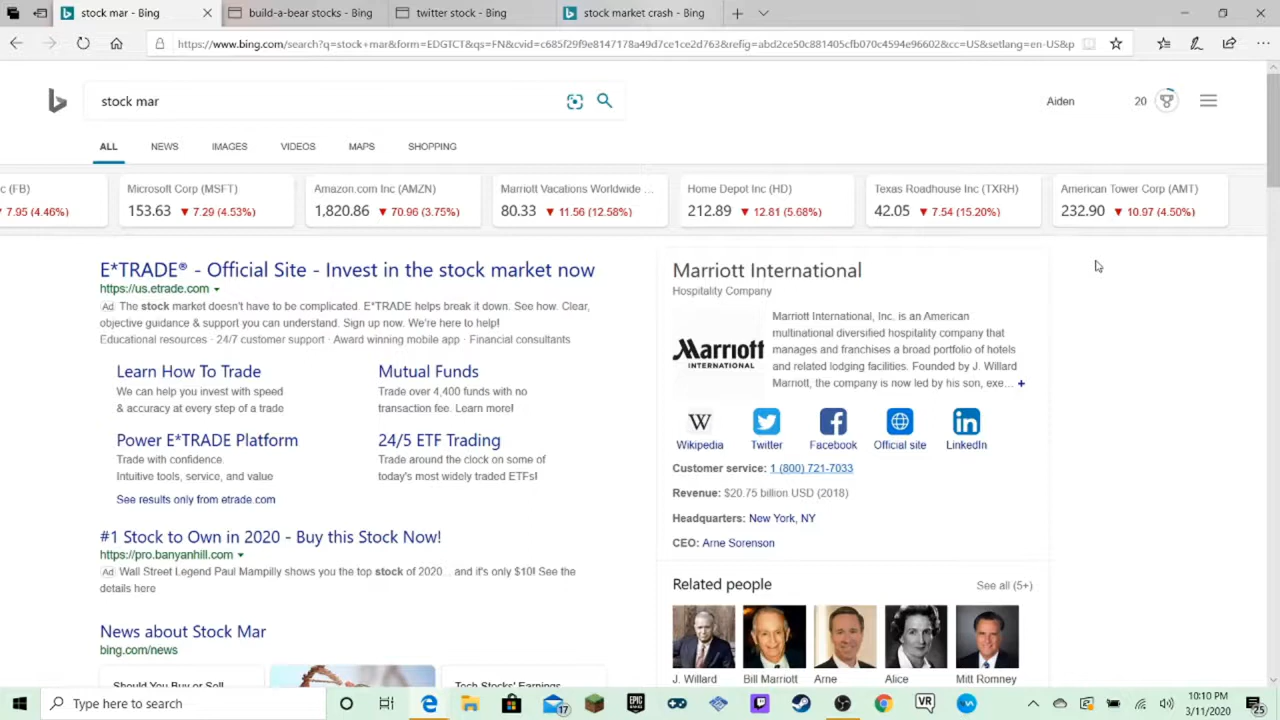 stock mar - Bing
build-a-bear stocks - Bing
twitter stock - Bing
stock market crash - Bing
https://www.bing.com/search?q=stock+mar&form=EDGTCT&qs=FN&cvid=c685f29f9e8147178a49d7ce1ce2d763&refig=abd2ce50c881405cfb070c4594e96602&cc=US&setlang=en-US&p
stock mar
Aiden
20
ALL NEWS IMAGES VIDEOS MAPS SHOPPING
c (FB)
7.95 (4.46%)
Microsoft Corp (MSFT)
153.63 ▼ 7.29 (4.53%)
Amazon.com Inc (AMZN)
1,820.86 ▼ 70.96 (3.75%)
Marriott Vacations Worldwide ...
80.33 ▼ 11.56 (12.58%)
Home Depot Inc (HD)
212.89 ▼ 12.81 (5.68%)
Texas Roadhouse Inc (TXRH)
42.05 ▼ 7.54 (15.20%)
American Tower Corp (AMT)
232.90 ▼ 10.97 (4.50%)
E*TRADE® - Official Site - Invest in the stock market now
https://us.etrade.com
Ad The stock market doesn't have to be complicated. E*TRADE helps break it down. See how. Clear,
objective guidance & support you can understand. Sign up now. We're here to help!
Educational resources · 24/7 customer support · Award winning mobile app · Financial consultants
Learn How To Trade
We can help you invest with speed
& accuracy at every step of a trade
Mutual Funds
Trade over 4,400 funds with no
transaction fee. Learn more!
Power E*TRADE Platform
Trade with confidence.
Intuitive tools, service, and value
24/5 ETF Trading
Trade around the clock on some of
today's most widely traded ETFs!
See results only from etrade.com
#1 Stock to Own in 2020 - Buy this Stock Now!
https://pro.banyanhill.com
Ad Wall Street Legend Paul Mampilly shows you the top stock of 2020... and it's only $10! See the
details here
News about Stock Mar
bing.com/news
Should You Buy or Sell
Tech Stocks' Earnings
Marriott International
Hospitality Company
Marriott
INTERNATIONAL
Marriott International, Inc. is an American
multinational diversified hospitality company that
manages and franchises a broad portfolio of hotels
and related lodging facilities. Founded by J. Willard
Marriott, the company is now led by his son, exe... +
Wikipedia
Twitter
Facebook
Official site
LinkedIn
Customer service: 1 (800) 721-7033
Revenue: $20.75 billion USD (2018)
Headquarters: New York, NY
CEO: Arne Sorenson
Related people
See all (5+)
J. Willard
Bill Marriott
Arne
Alice
Mitt Romney
Type here to search
17
EPIC
GAMES
VR
10:10 PM
3/11/2020
25